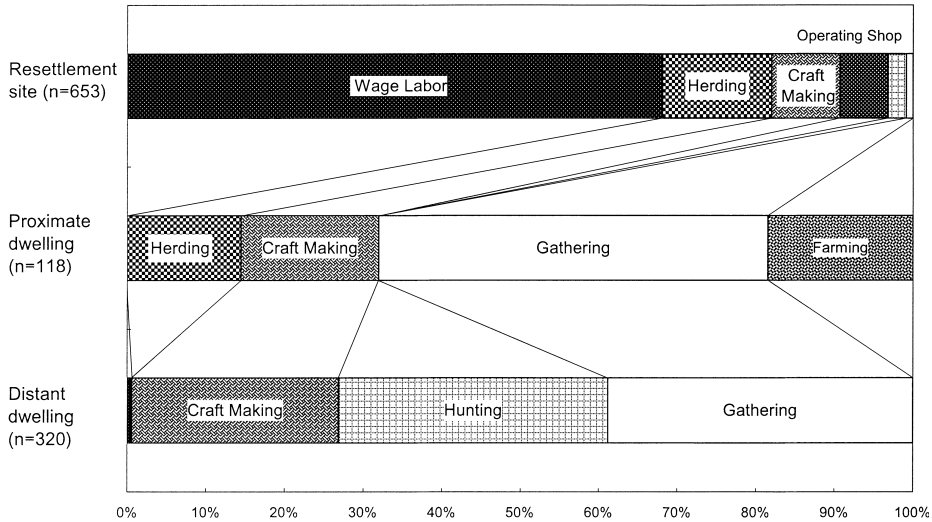 Operating Shop
Resettlement
site (n=653)
Wage Labor
Herding
Craft
Making
Proximate
dwelling
(n=118)
Herding
Craft Making
Gathering
Farming
Distant
dwelling
(n=320)
Craft Making
Hunting
Gathering
0% 10% 20% 30% 40% 50% 60% 70% 80% 90% 100%